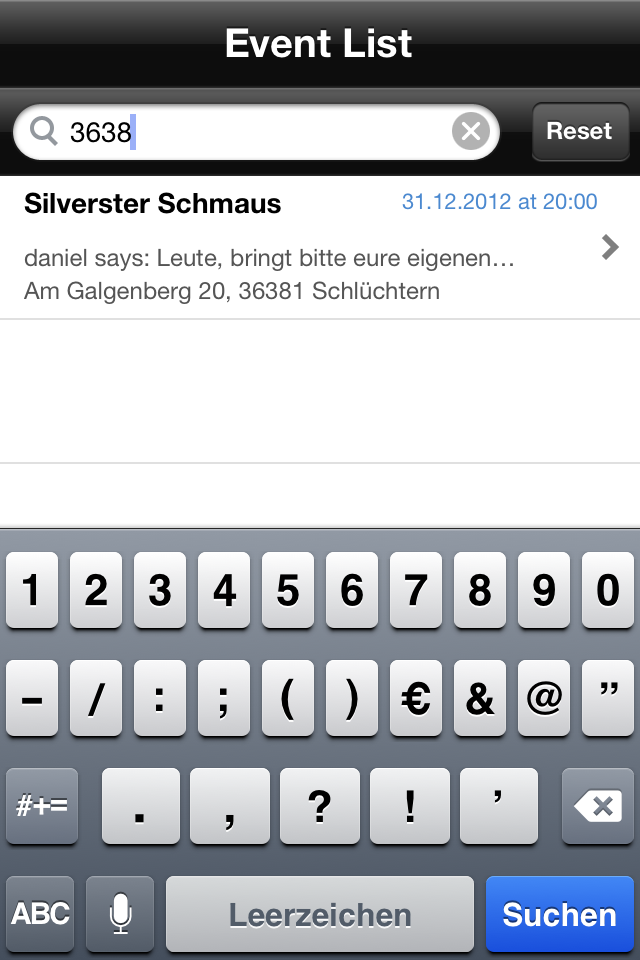 Event List
3638
Reset
Silverster Schmaus
31.12.2012 at 20:00
daniel says: Leute, bringt bitte eure eigenen…
Am Galgenberg 20, 36381 Schlüchtern
1 2 3 4 5 6 7 8 9 0
- / : ; ( ) € & @ ”
#+= . , ? ! ’
ABC Leerzeichen Suchen